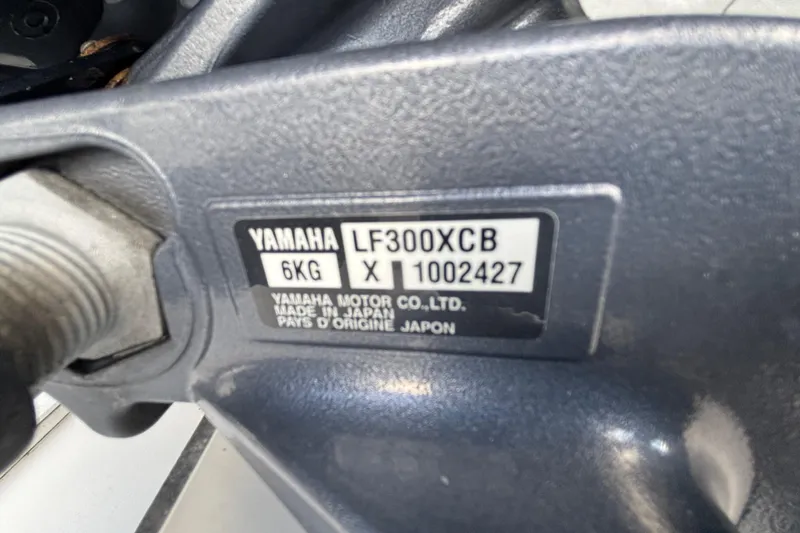 YAMAHA LF300XCB
6KG X 1002427
YAMAHA MOTOR CO.,LTD.
MADE IN JAPAN
PAYS D'ORIGINE JAPON